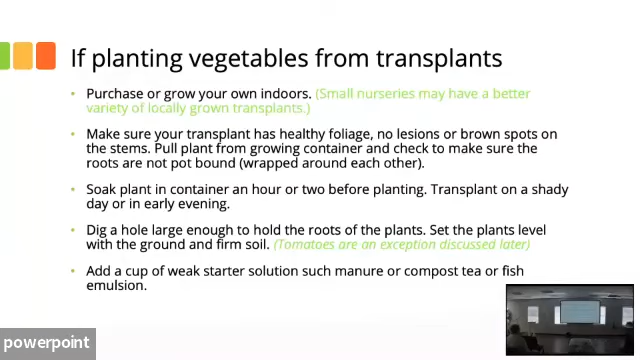 If planting vegetables from transplants
• Purchase or grow your own indoors. (Small nurseries may have a better
variety of locally grown transplants.)
• Make sure your transplant has healthy foliage, no lesions or brown spots on
the stems. Pull plant from growing container and check to make sure the
roots are not pot bound (wrapped around each other).
• Soak plant in container an hour or two before planting. Transplant on a shady
day or in early evening.
• Dig a hole large enough to hold the roots of the plants. Set the plants level
with the ground and firm soil. (Tomatoes are an exception discussed later)
• Add a cup of weak starter solution such manure or compost tea or fish
emulsion.
powerpoint